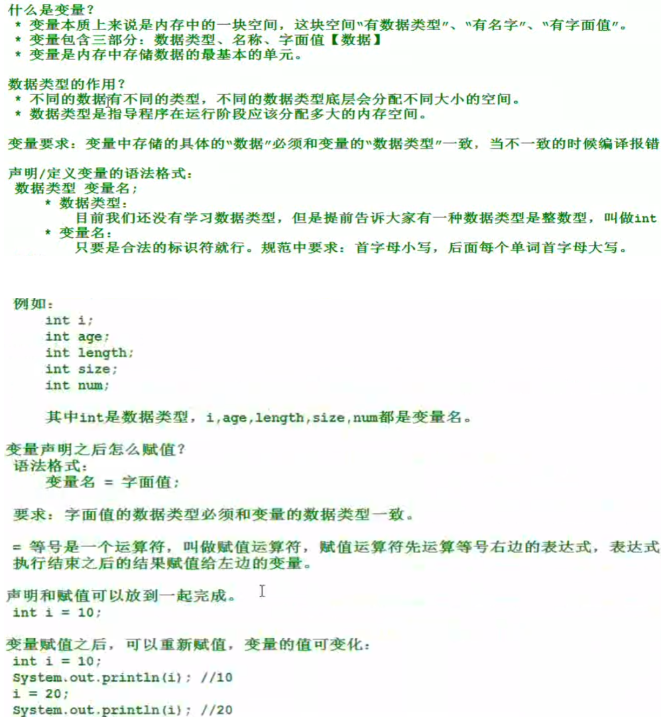 什么是变量？
* 变量本质上来说是内存中的一块空间，这块空间“有数据类型”、“有名字”、“有字面值”。
* 变量包含三部分：数据类型、名称、字面值【数据】
* 变量是内存中存储数据的最基本的单元。
数据类型的作用？
* 不同的数据有不同的类型，不同的数据类型底层会分配不同大小的空间。
* 数据类型是指导程序在运行阶段应该分配多大的内存空间。
变量要求：变量中存储的具体的“数据”必须和变量的“数据类型”一致，当不一致的时候编译报错
声明/定义变量的语法格式：
数据类型 变量名;
* 数据类型：
目前我们还没有学习数据类型，但是提前告诉大家有一种数据类型是整数型，叫做int
* 变量名：
只要是合法的标识符就行。规范中要求：首字母小写，后面每个单词首字母大写。
例如：
int i;
int age;
int length;
int size;
int num;
其中int是数据类型，i,age,length,size,num都是变量名。
变量声明之后怎么赋值？
语法格式：
变量名 = 字面值;
要求：字面值的数据类型必须和变量的数据类型一致。
= 等号是一个运算符，叫做赋值运算符，赋值运算符先运算等号右边的表达式，表达式
执行结束之后的结果赋值给左边的变量。
声明和赋值可以放到一起完成。
int i = 10;
变量赋值之后，可以重新赋值，变量的值可变化：
int i = 10;
System.out.println(i); //10
i = 20;
System.out.println(i); //20